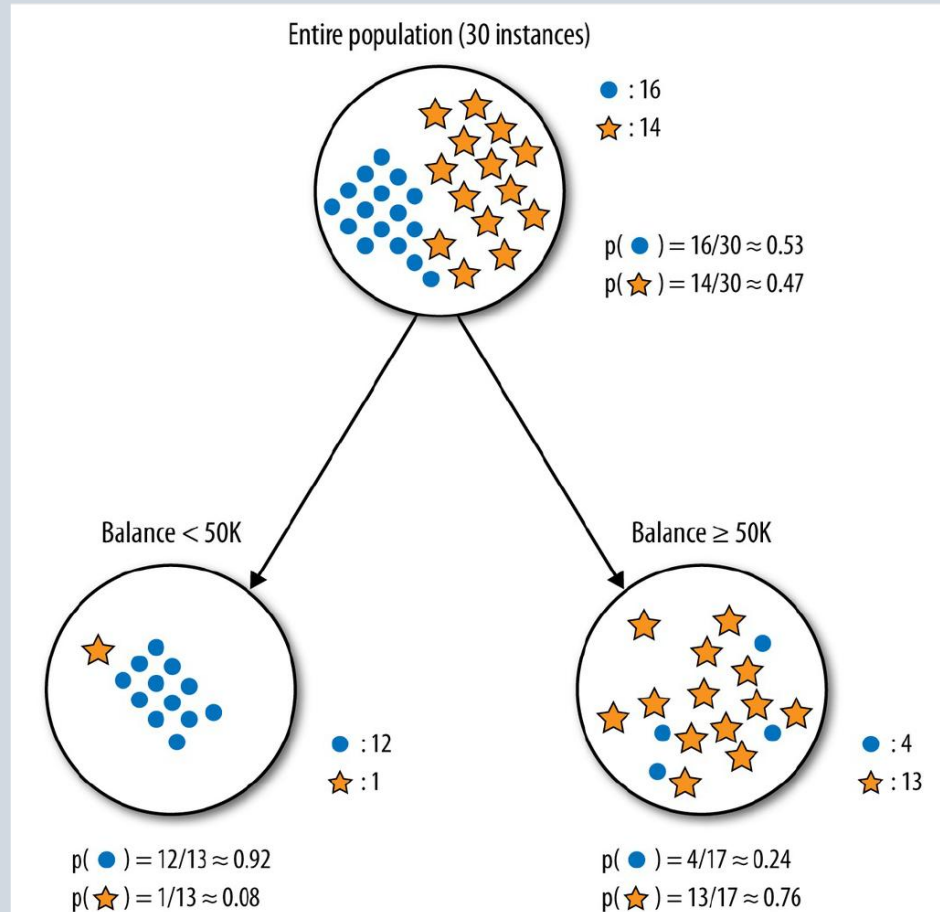 Entire population (30 instances)
: 16
: 14
p( ) = 16/30 ≈ 0.53
p( ) = 14/30 ≈ 0.47
Balance < 50K
Balance ≥ 50K
: 12
: 1
: 4
: 13
p( ) = 12/13 ≈ 0.92
p( ) = 1/13 ≈ 0.08
p( ) = 4/17 ≈ 0.24
p( ) = 13/17 ≈ 0.76